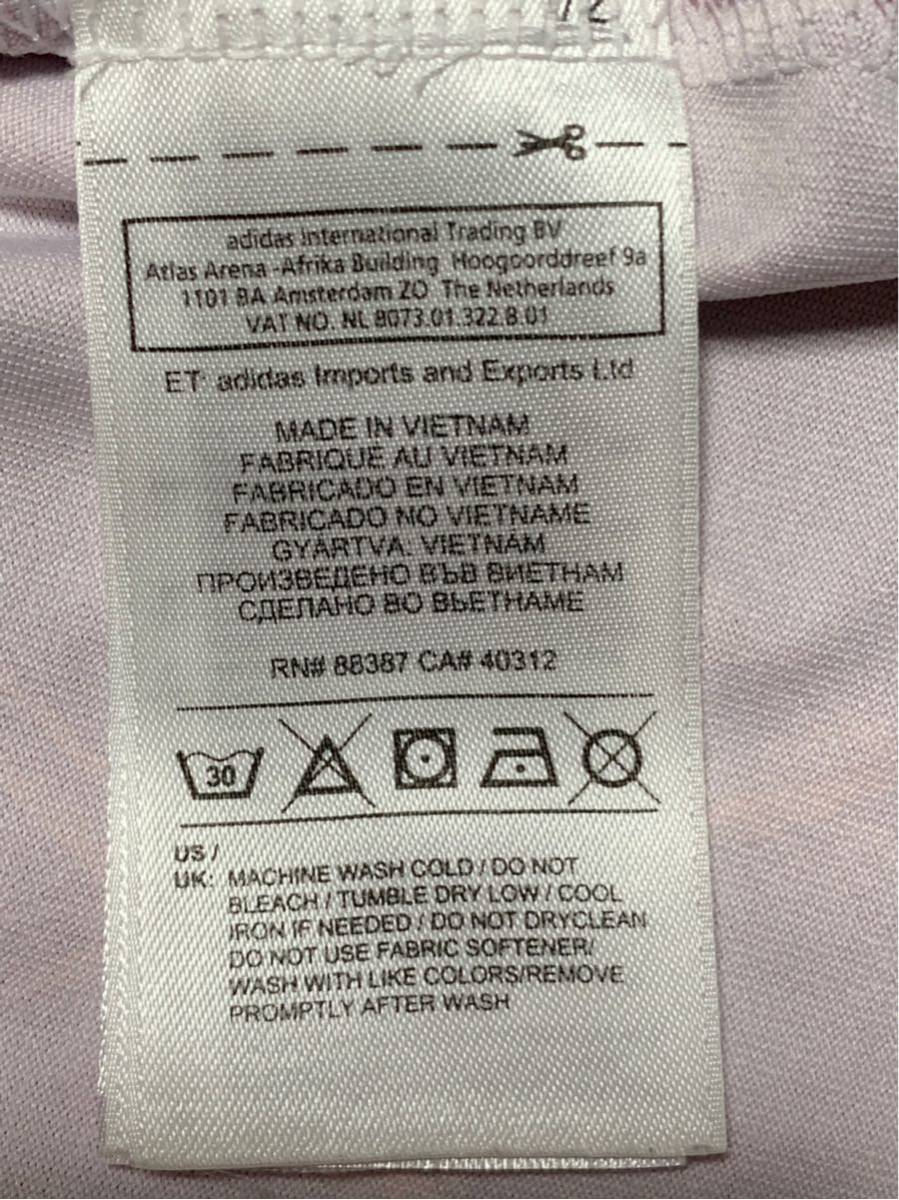 adidas International Trading BV
Atlas Arena-Afrika Building Hoogoorddreef 9a
1101 BA Amsterdam ZO The Netherlands
VAT NO. NL 8073.01.322.B.01
ET: adidas Imports and Exports Ltd
MADE IN VIETNAM
FABRIQUE AU VIETNAM
FABRICADO EN VIETNAM
FABRICADO NO VIETNAME
GYARTVA: VIETNAM
ПРОИЗВЕДЕНО ВЪВ ВИЕТНАМ
СДЕЛАНО ВО ВЬЕТНАМЕ
RN# 88387 CA# 40312
30
US /
UK: MACHINE WASH COLD / DO NOT
BLEACH / TUMBLE DRY LOW / COOL
IRON IF NEEDED / DO NOT DRYCLEAN
DO NOT USE FABRIC SOFTENER/
WASH WITH LIKE COLORS/REMOVE
PROMPTLY AFTER WASH